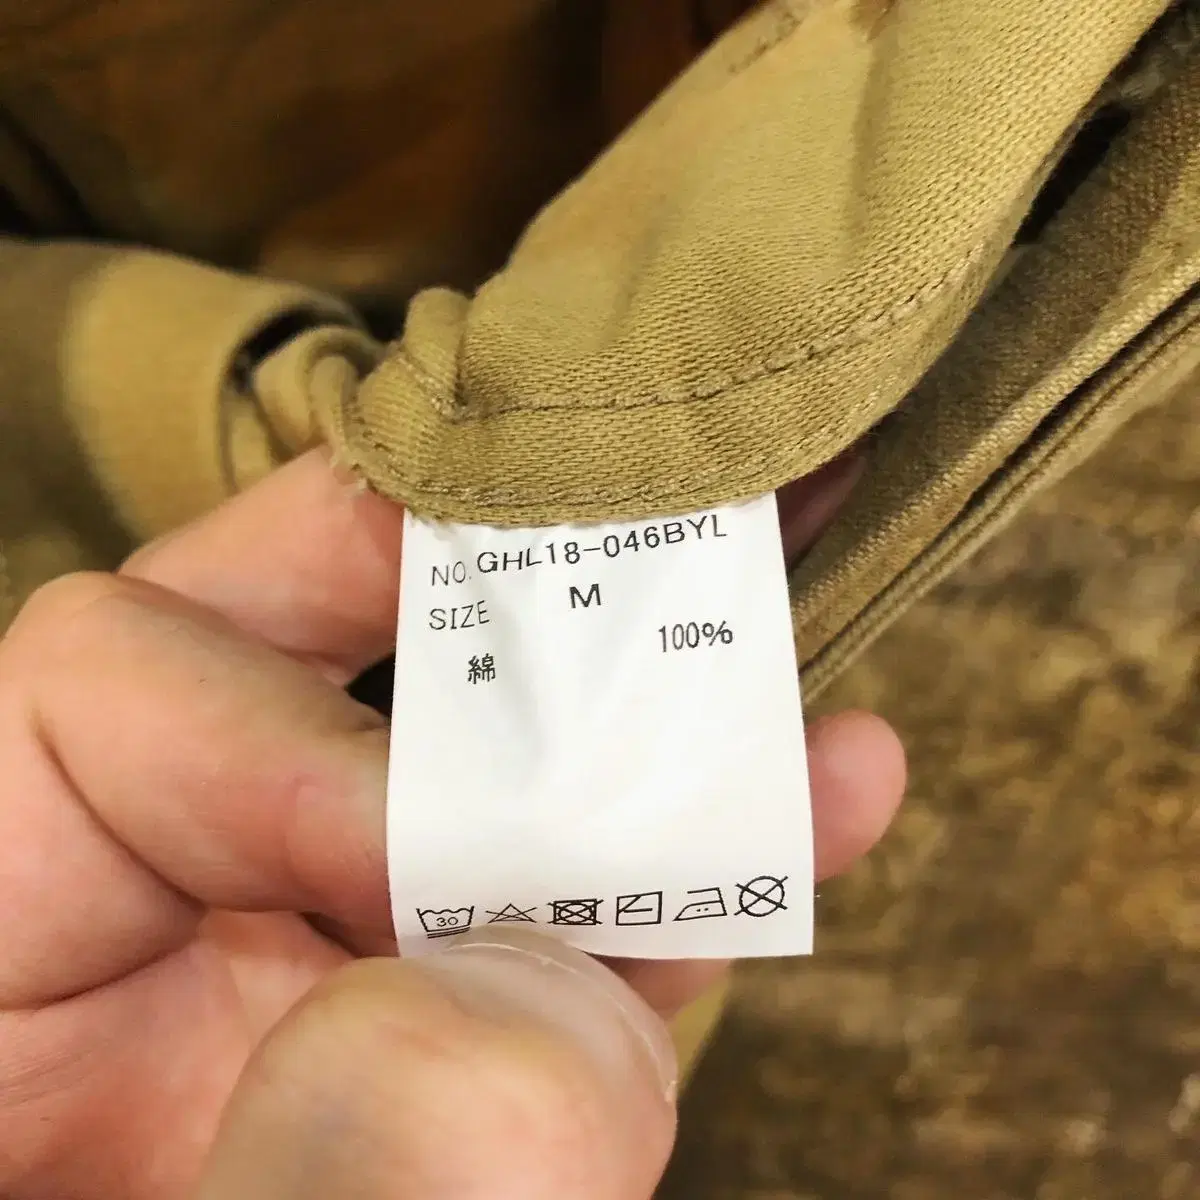 NO. GHL18-046BYL
SIZE M
綿 100%
30